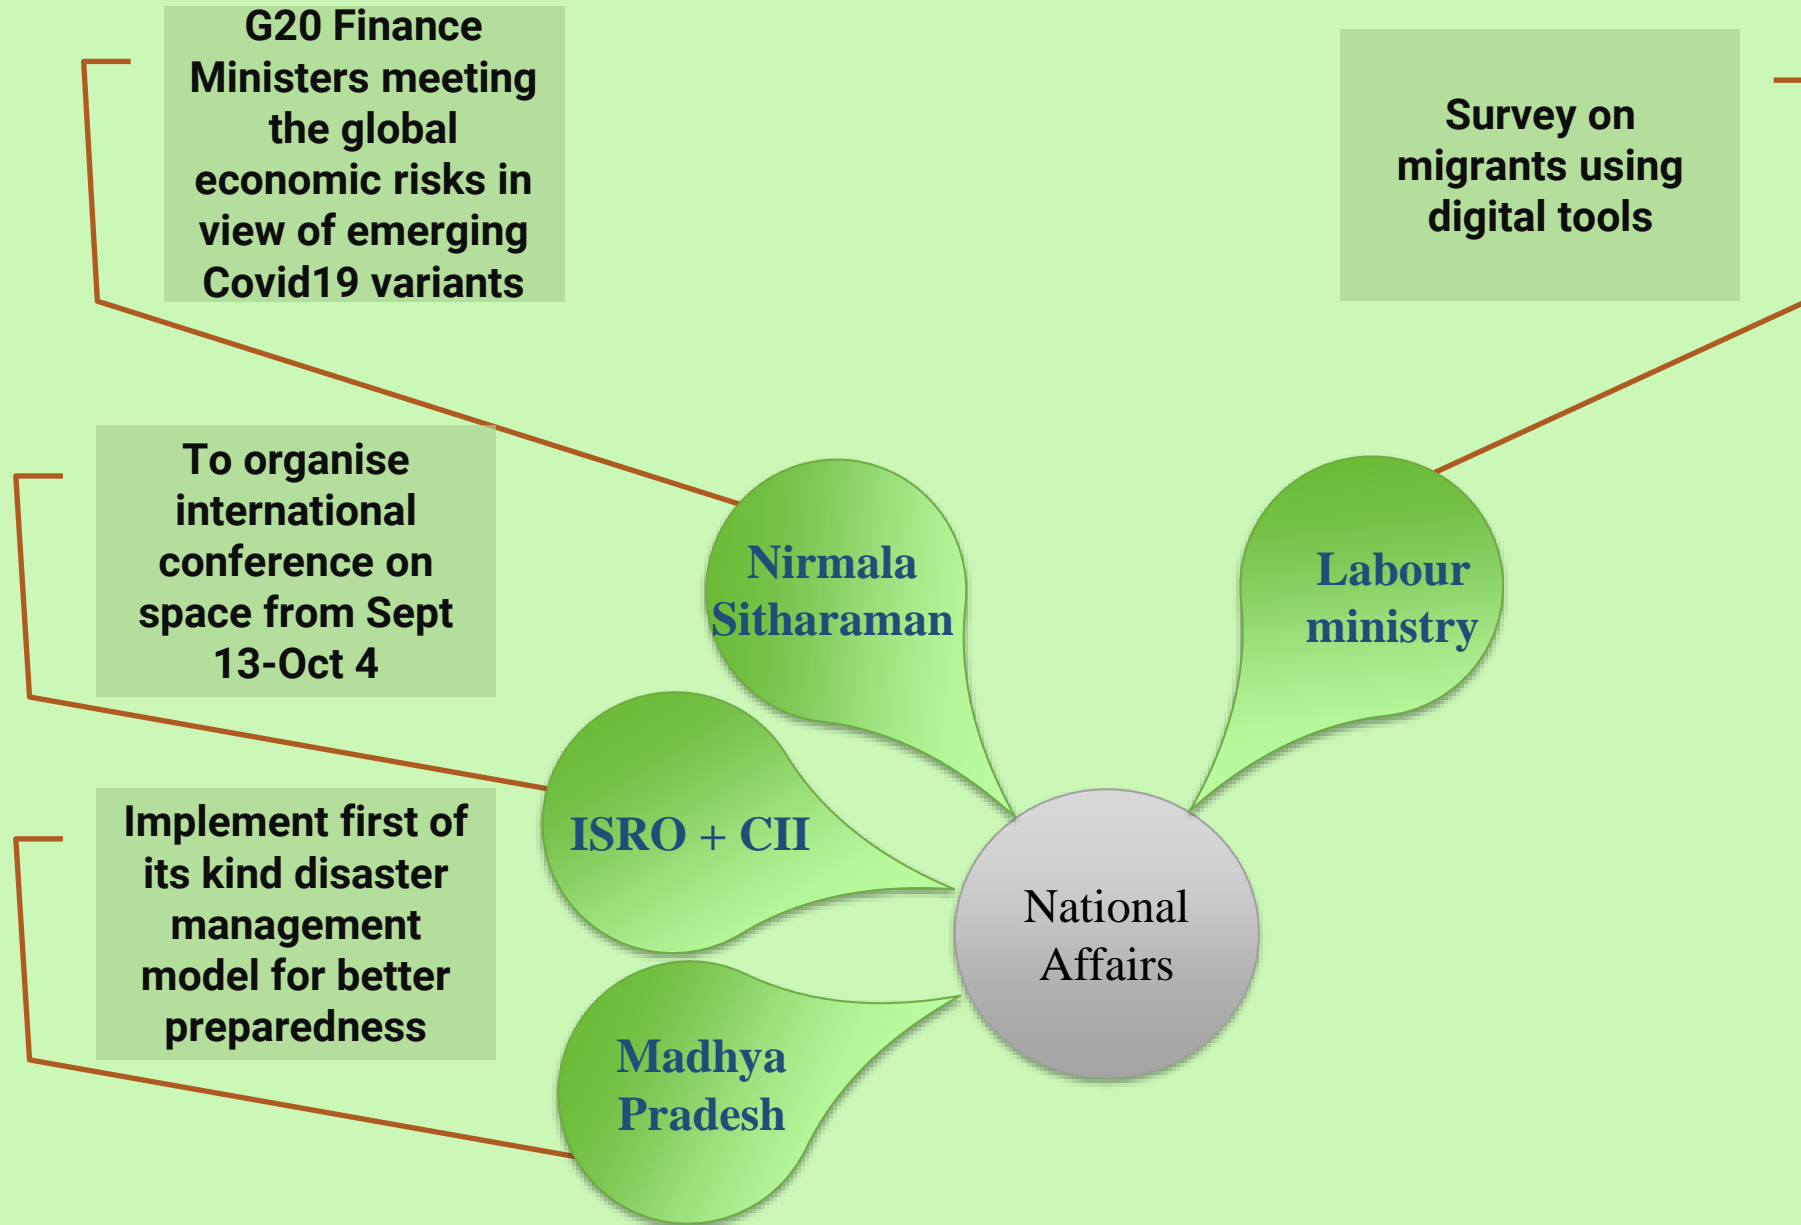 G20 Finance
Ministers meeting
the global
economic risks in
view of emerging
Covid19 variants
Survey on
migrants using
digital tools
To organise
international
conference on
space from Sept
13-Oct 4
Nirmala
Sitharaman
Labour
ministry
ISRO + CII
Implement first of
its kind disaster
management
model for better
preparedness
National
Affairs
Madhya
Pradesh